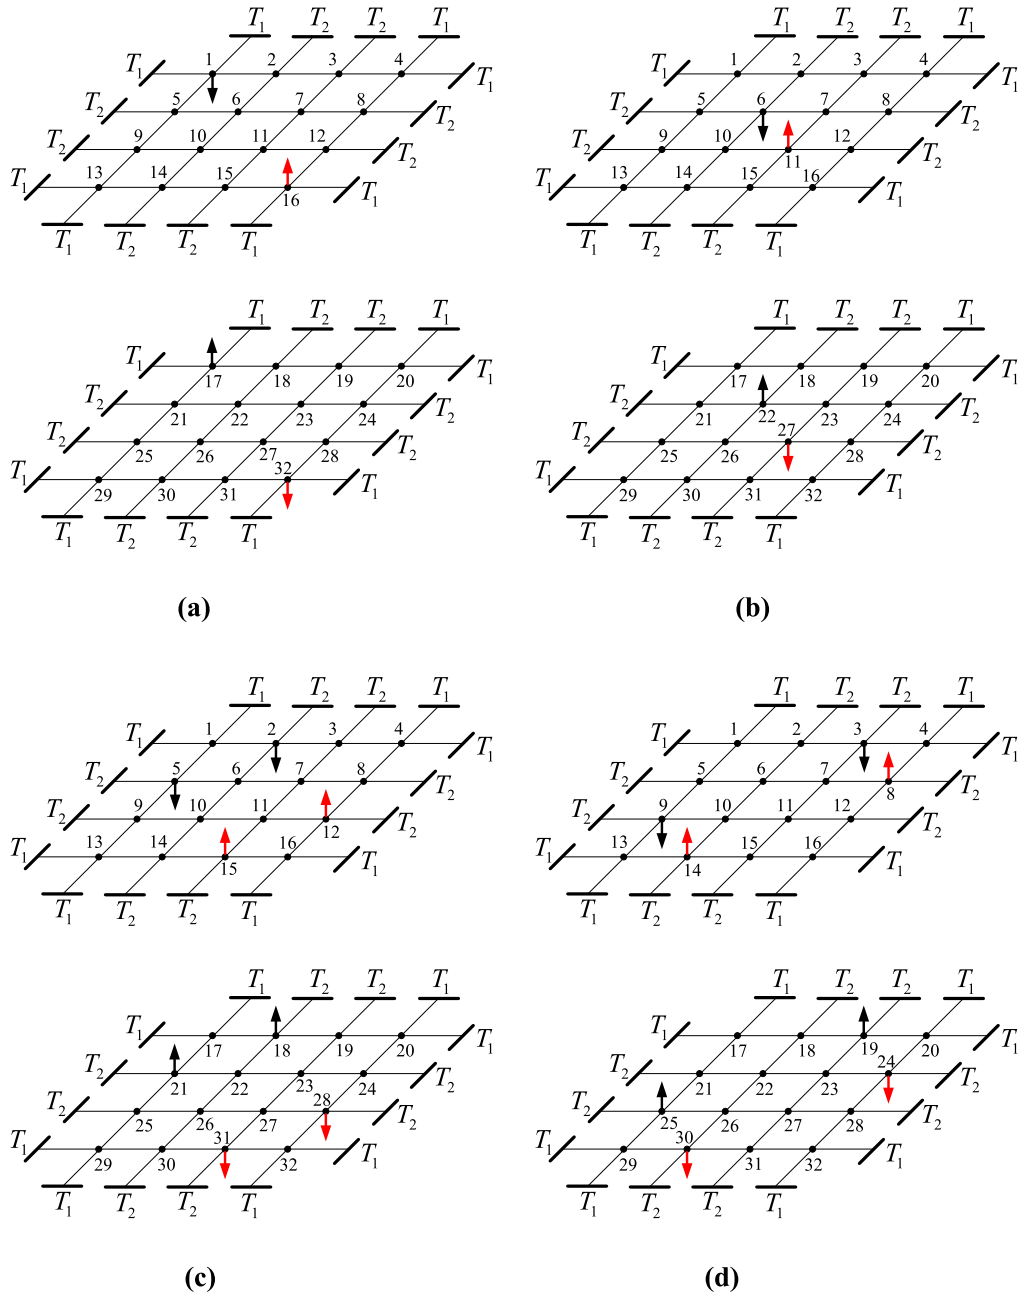 T₁ T₂ T₂ T₁
T₁ 1 2 3 4 T₁
T₂ 5 6 7 8 T₂
T₂ 9 10 11 12 T₂
T₁ 13 14 15 16 T₁
T₁ T₂ T₂ T₁
T₁ T₂ T₂ T₁
T₁ 17 18 19 20 T₁
T₂ 21 22 23 24 T₂
T₂ 25 26 27 28 T₂
T₁ 29 30 31 32 T₁
T₁ T₂ T₂ T₁
(a)
T₁ T₂ T₂ T₁
T₁ 1 2 3 4 T₁
T₂ 5 6 7 8 T₂
T₂ 9 10 11 12 T₂
T₁ 13 14 15 16 T₁
T₁ T₂ T₂ T₁
T₁ T₂ T₂ T₁
T₁ 17 18 19 20 T₁
T₂ 21 22 23 24 T₂
T₂ 25 26 27 28 T₂
T₁ 29 30 31 32 T₁
T₁ T₂ T₂ T₁
(b)
T₁ T₂ T₂ T₁
T₁ 1 2 3 4 T₁
T₂ 5 6 7 8 T₂
T₂ 9 10 11 12 T₂
T₁ 13 14 15 16 T₁
T₁ T₂ T₂ T₁
T₁ T₂ T₂ T₁
T₁ 17 18 19 20 T₁
T₂ 21 22 23 24 T₂
T₂ 25 26 27 28 T₂
T₁ 29 30 31 32 T₁
T₁ T₂ T₂ T₁
(c)
T₁ T₂ T₂ T₁
T₁ 1 2 3 4 T₁
T₂ 5 6 7 8 T₂
T₂ 9 10 11 12 T₂
T₁ 13 14 15 16 T₁
T₁ T₂ T₂ T₁
T₁ T₂ T₂ T₁
T₁ 17 18 19 20 T₁
T₂ 21 22 23 24 T₂
T₂ 25 26 27 28 T₂
T₁ 29 30 31 32 T₁
T₁ T₂ T₂ T₁
(d)